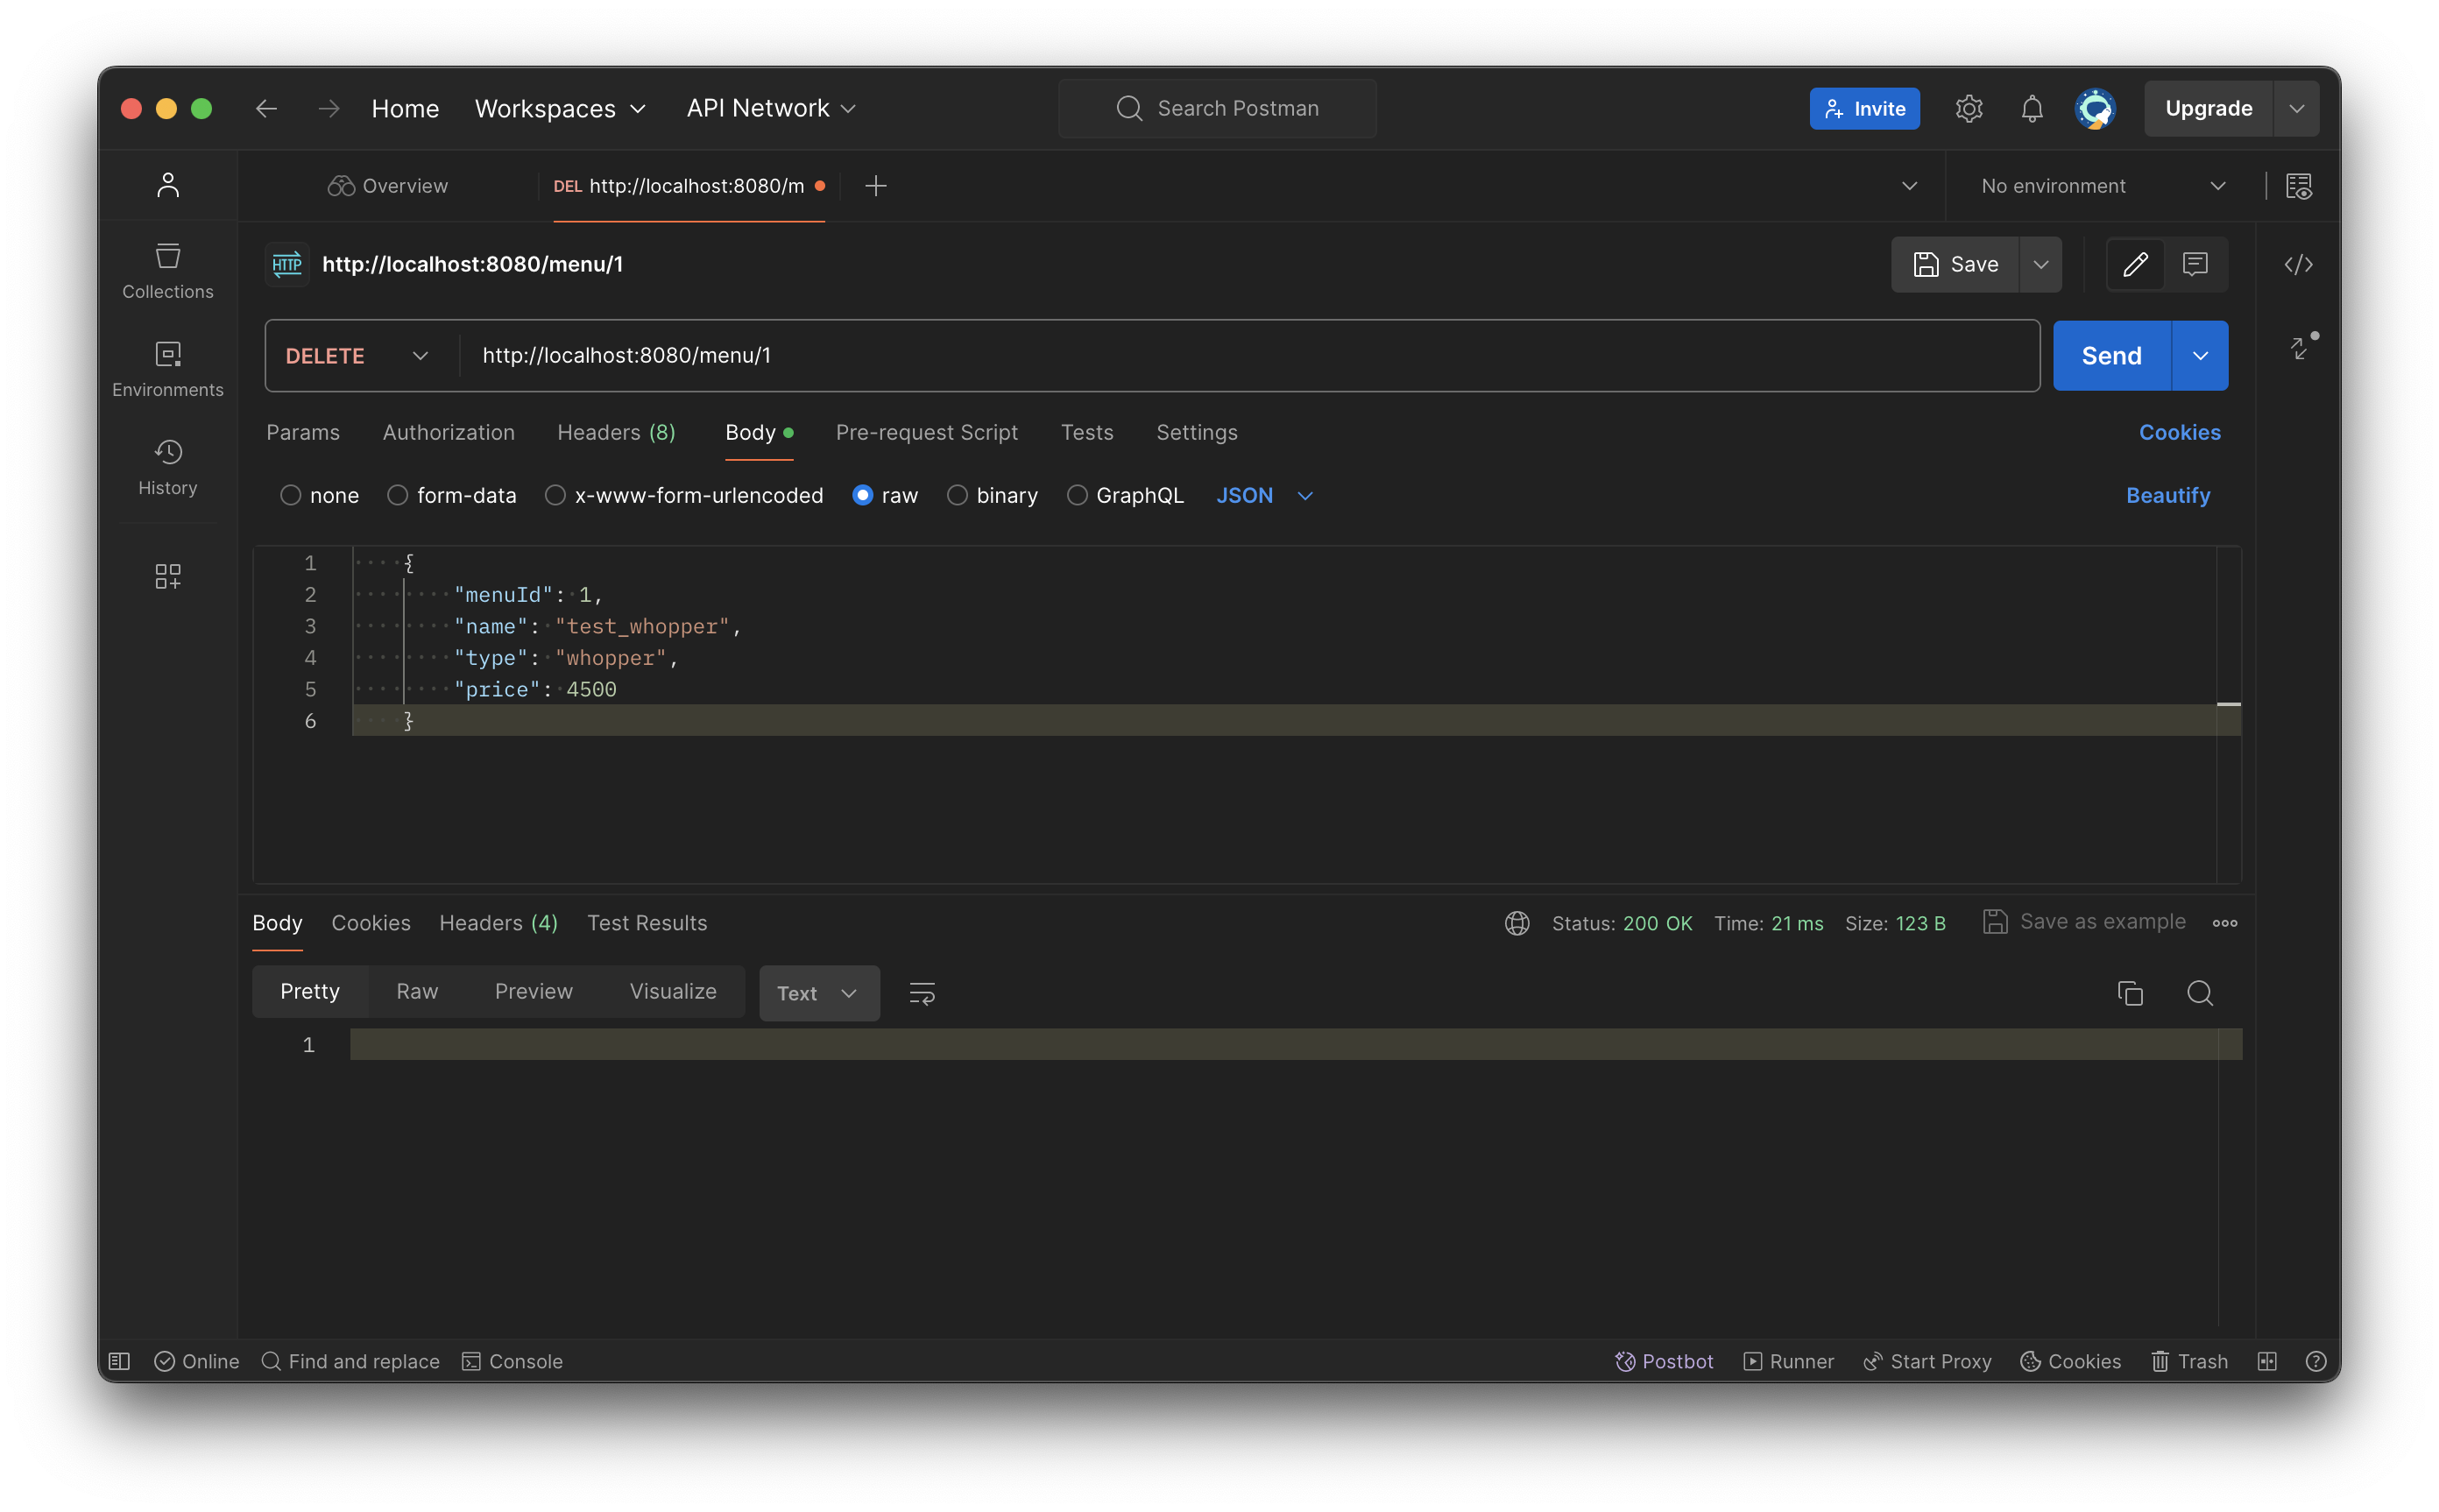 Home Workspaces API Network Search Postman Invite Upgrade
Overview DEL http://localhost:8080/m No environment
HTTP http://localhost:8080/menu/1 Save
Collections
DELETE http://localhost:8080/menu/1 Send
Environments
Params Authorization Headers (8) Body Pre-request Script Tests Settings Cookies
History
none form-data x-www-form-urlencoded raw binary GraphQL JSON Beautify
1 {
2 "menuId": 1,
3 "name": "test_whopper",
4 "type": "whopper",
5 "price": 4500
6 }
Body Cookies Headers (4) Test Results Status: 200 OK Time: 21 ms Size: 123 B Save as example
Pretty Raw Preview Visualize Text
1
Online Find and replace Console Postbot Runner Start Proxy Cookies Trash